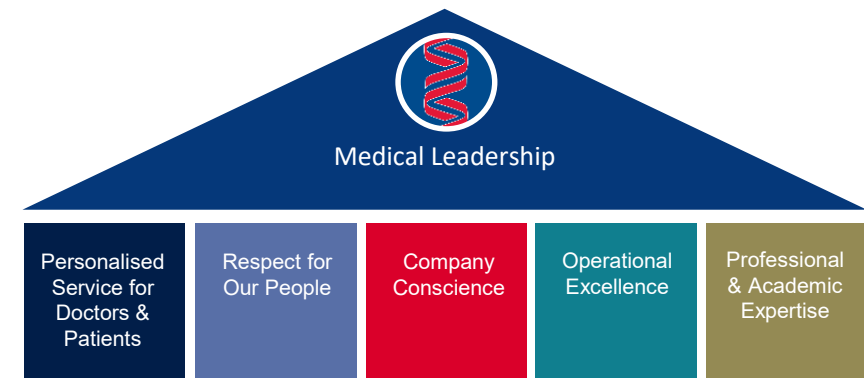 Medical Leadership
Personalised
Service for
Doctors &
Patients
Respect for
Our People
Company
Conscience
Operational
Excellence
Professional
& Academic
Expertise